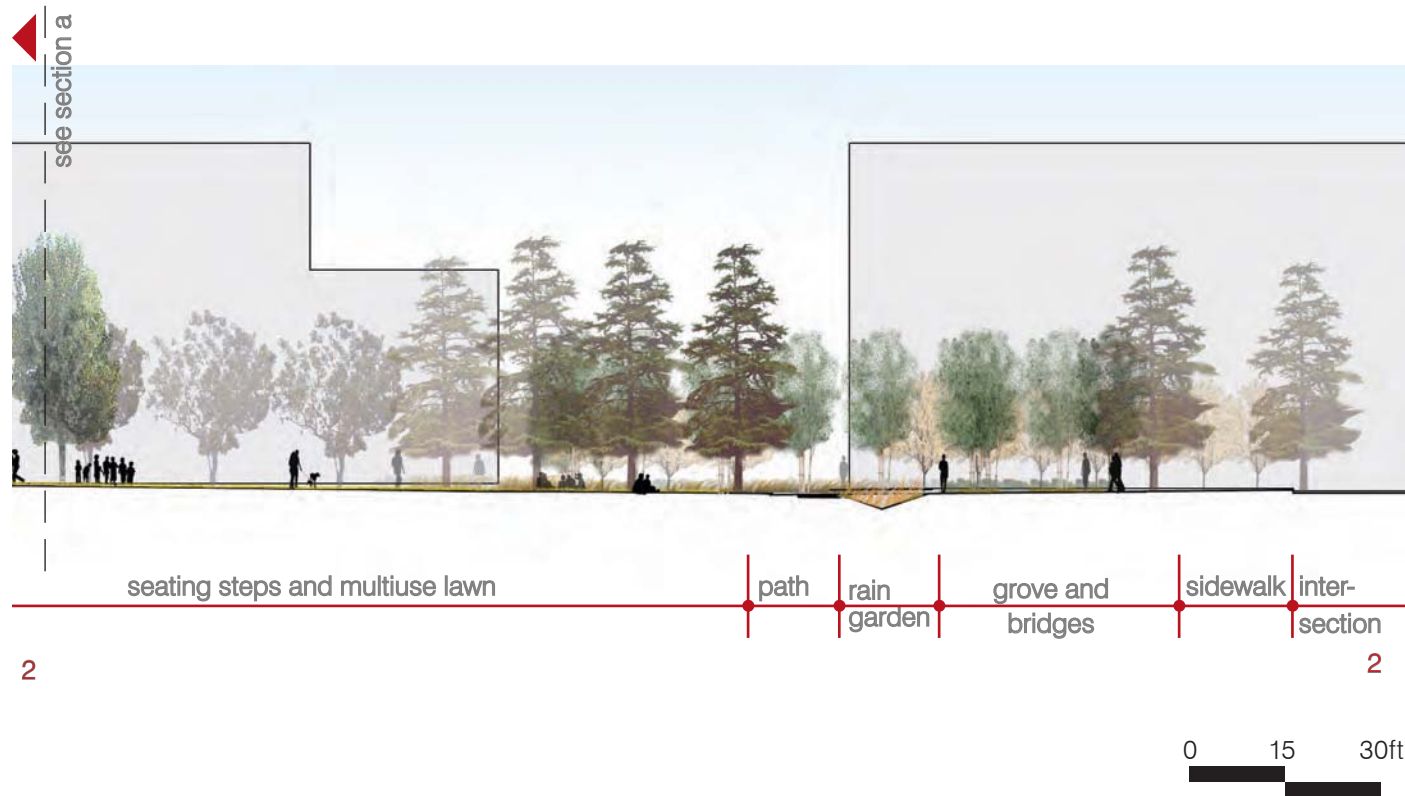 see section a
seating steps and multiuse lawn
path
rain
garden
grove and
bridges
sidewalk
inter-
section
2
2
0 15 30ft